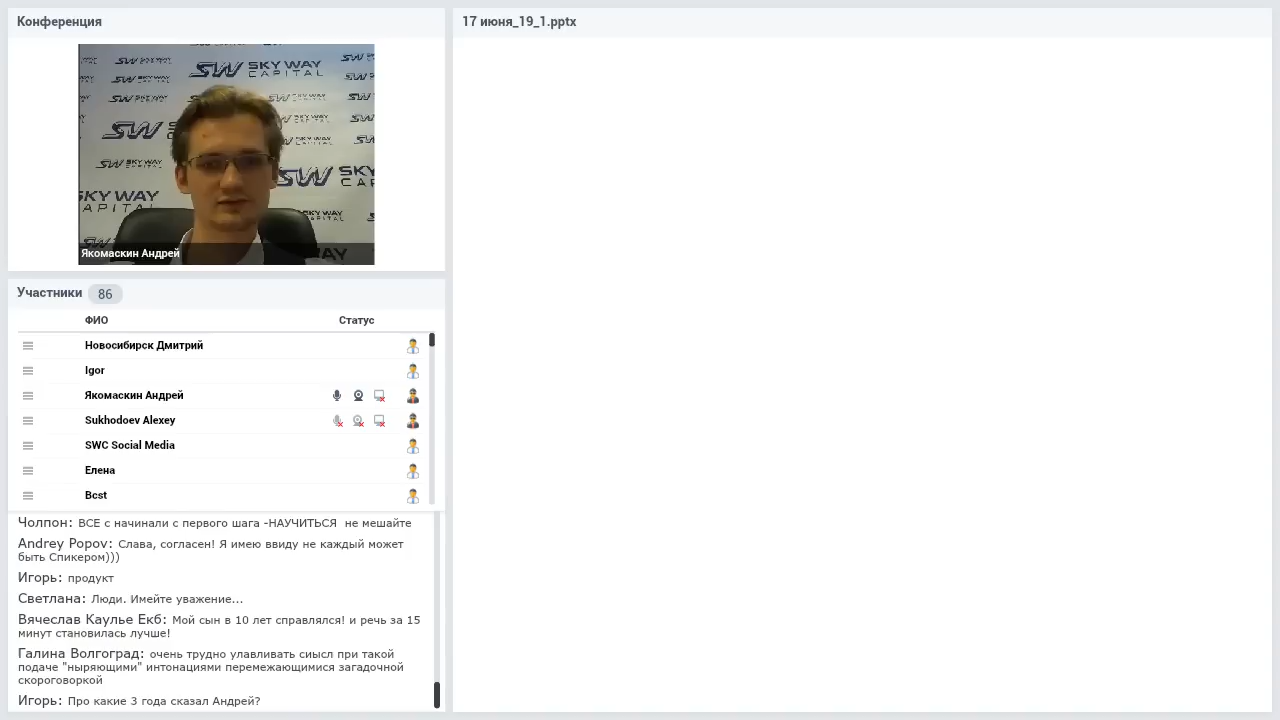 Конференция
17 июня_19_1.pptx
SKY WAY
CAPITAL
Якомаскин Андрей
Участники 86
ФИО Статус
Новосибирск Дмитрий
Igor
Якомаскин Андрей
Sukhodoev Alexey
SWC Social Media
Елена
Bcst
Чолпон: ВСЕ с начинали с первого шага -НАУЧИТЬСЯ не мешайте
Andrey Popov: Слава, согласен! Я имею ввиду не каждый может
быть Спикером)))
Игорь: продукт
Светлана: Люди. Имейте уважение...
Вячеслав Каулье Екб: Мой сын в 10 лет справлялся! и речь за 15
минут становилась лучше!
Галина Волгоград: очень трудно улавливать сиысл при такой
подаче "ныряющими" интонациями перемежающимися загадочной
скороговоркой
Игорь: Про какие 3 года сказал Андрей?